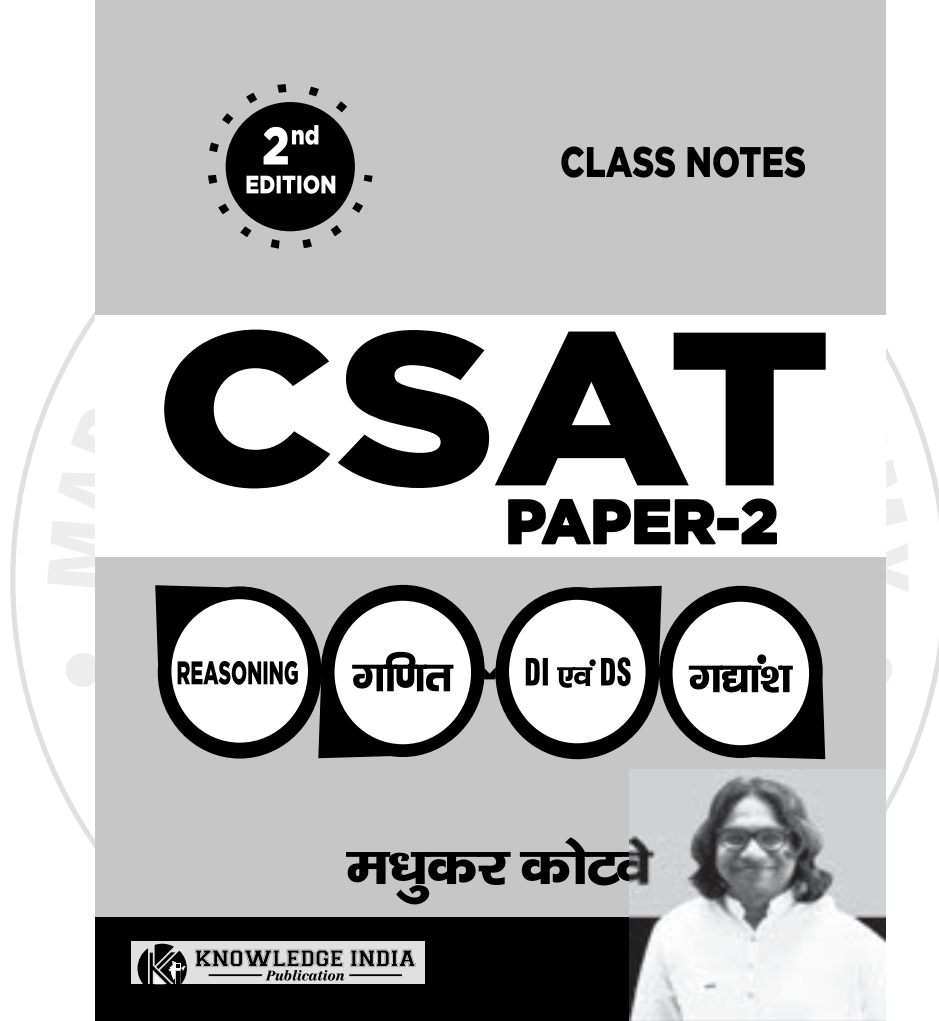 2nd
EDITION
CLASS NOTES
CSAT
PAPER-2
REASONING
गणित
DI एवं DS
गद्यांश
मधुकर कोटवे
KNOWLEDGE INDIA
Publication